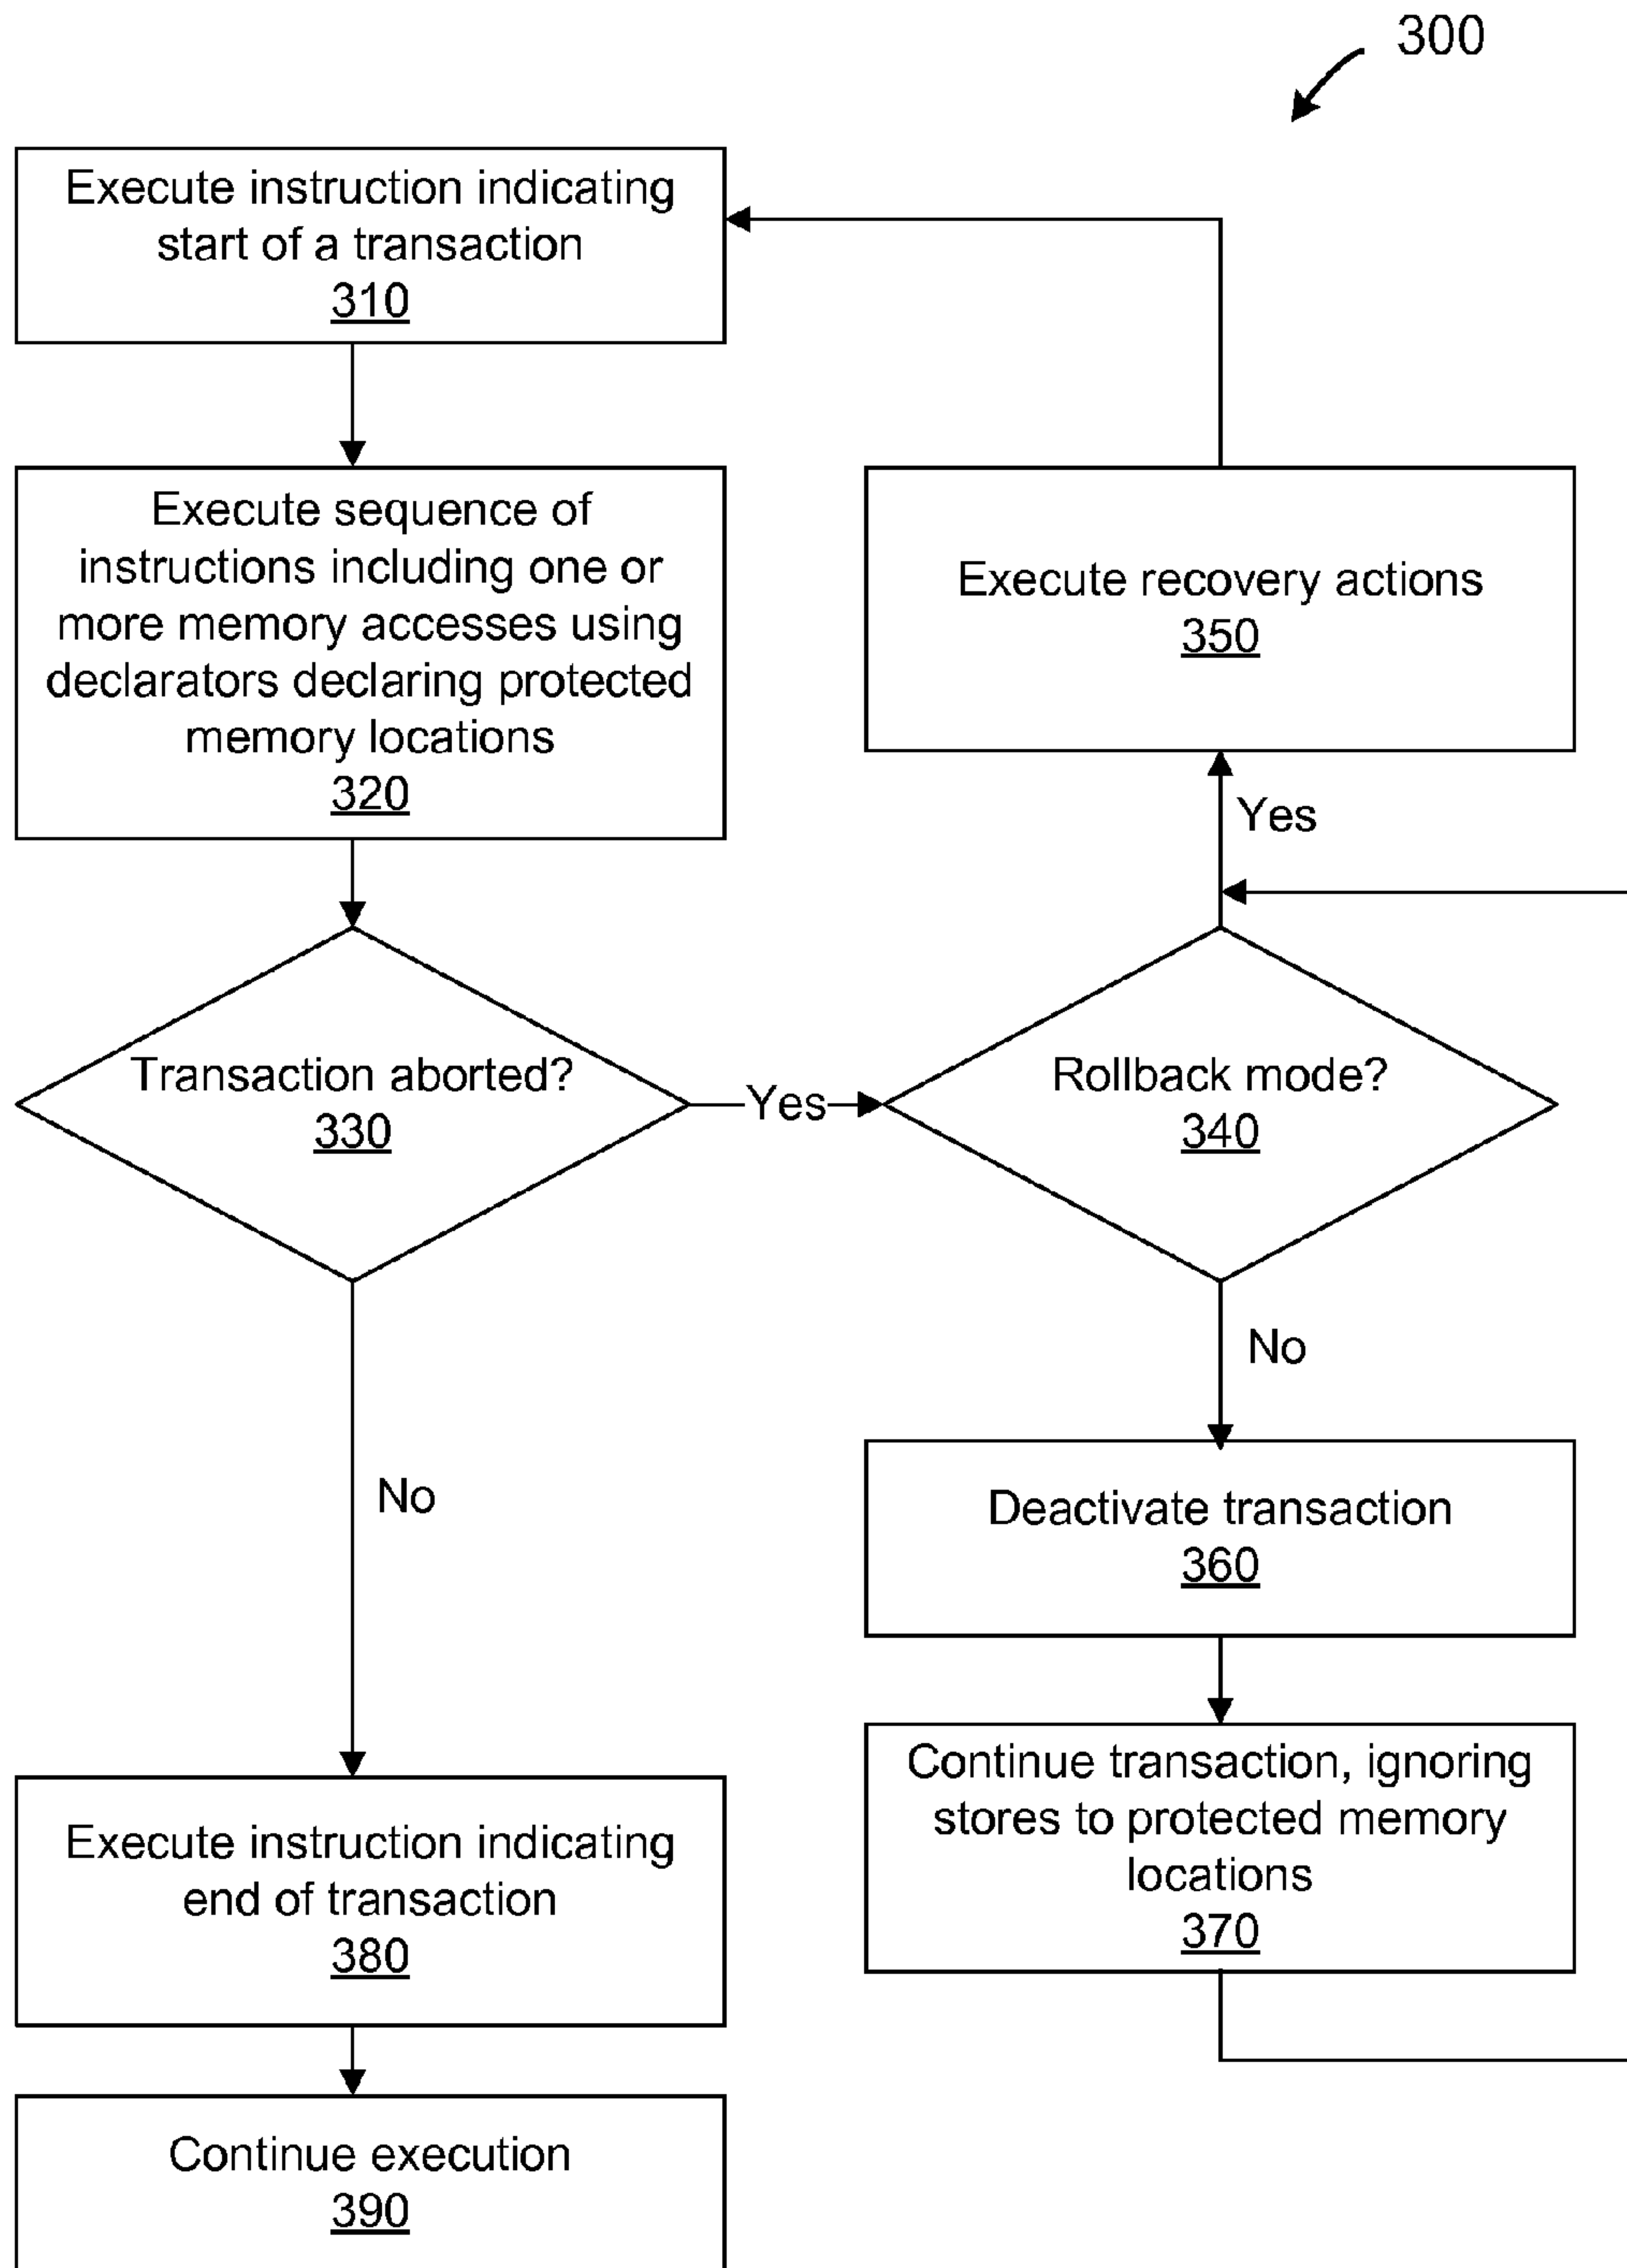 300
Execute instruction indicating
start of a transaction
310
Execute sequence of
instructions including one or
more memory accesses using
declarators declaring protected
memory locations
320
Execute recovery actions
350
Yes
Transaction aborted?
330
Yes
Rollback mode?
340
No
No
Deactivate transaction
360
Continue transaction, ignoring
stores to protected memory
locations
370
Execute instruction indicating
end of transaction
380
Continue execution
390